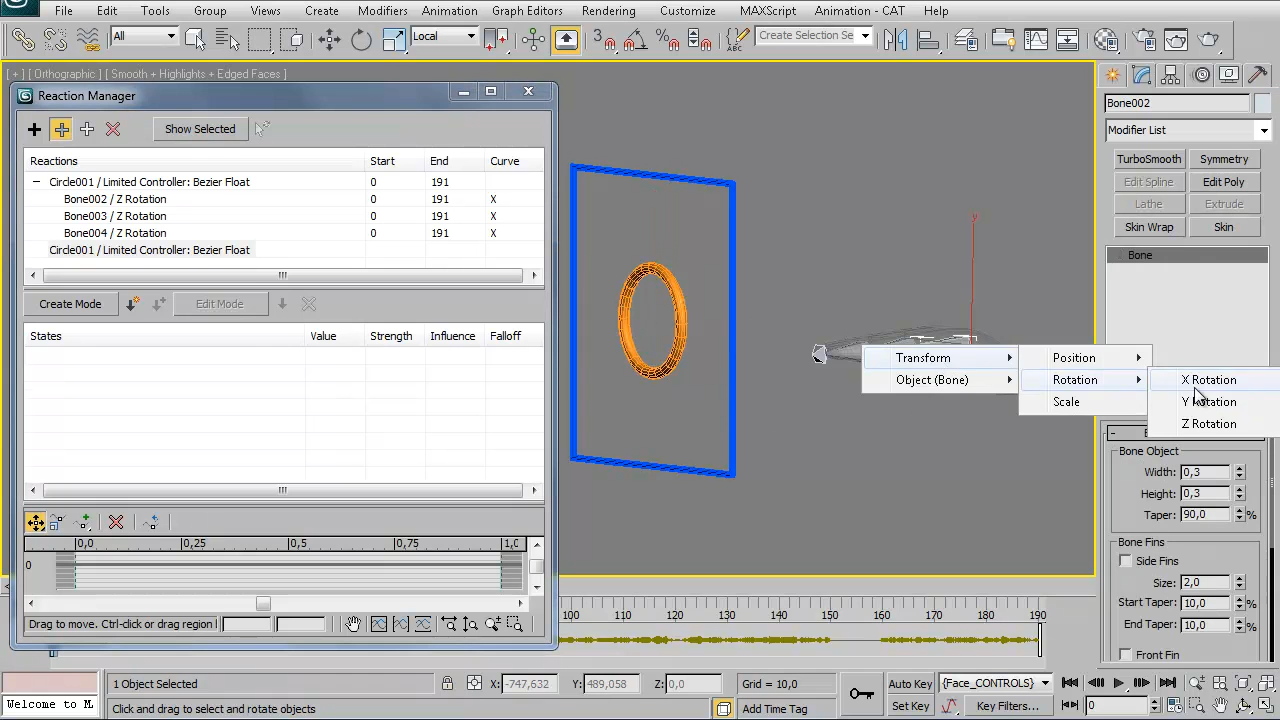 File Edit Tools Group Views Create Modifiers Animation Graph Editors Rendering Customize MAXScript Animation - CAT Help
All Local 3 Create Selection Se
[ + ] [ Orthographic ] [ Smooth + Highlights + Edged Faces ]
Reaction Manager
Show Selected
Reactions Start End Curve
Circle001 / Limited Controller: Bezier Float 0 191
Bone002 / Z Rotation 0 191 X
Bone003 / Z Rotation 0 191 X
Bone004 / Z Rotation 0 191 X
Circle001 / Limited Controller: Bezier Float
Create Mode Edit Mode
States Value Strength Influence Falloff
0,0 0,25 0,5 0,75
0
Drag to move. Ctrl-click or drag region
y
Transform
Object (Bone)
Position
Rotation
Scale
X Rotation
Y Rotation
Z Rotation
Bone002
Modifier List
TurboSmooth Symmetry
Edit Spline Edit Poly
Lathe Extrude
Skin Wrap Skin
Bone
Bone Object
Width: 0,3
Height: 0,3
Taper: 90,0 %
Bone Fins
Side Fins
Size: 2,0
Start Taper: 10,0 %
End Taper: 10,0 %
Front Fin
100 110 120 130 140 150 160 170 180 190
1 Object Selected X: -747,632 Y: 489,058 Z: 0,0 Grid = 10,0 Auto Key {Face_CONTROLS}
Welcome to M. Click and drag to select and rotate objects Add Time Tag Set Key Key Filters... 0